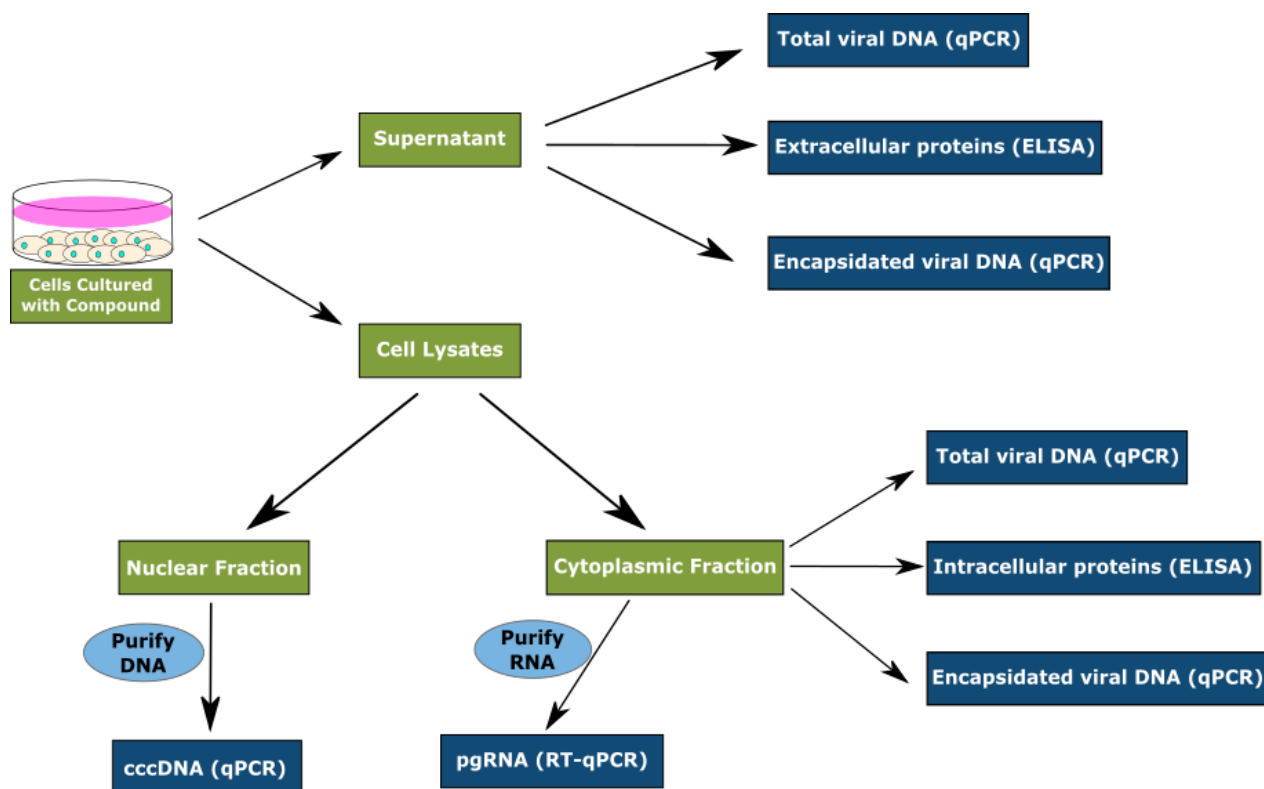 Total viral DNA (qPCR)
Supernatant
Extracellular proteins (ELISA)
Encapsidated viral DNA (qPCR)
Cells Cultured
with Compound
Cell Lysates
Total viral DNA (qPCR)
Nuclear Fraction
Cytoplasmic Fraction
Intracellular proteins (ELISA)
Purify
DNA
Purify
RNA
Encapsidated viral DNA (qPCR)
cccDNA (qPCR)
pgRNA (RT-qPCR)